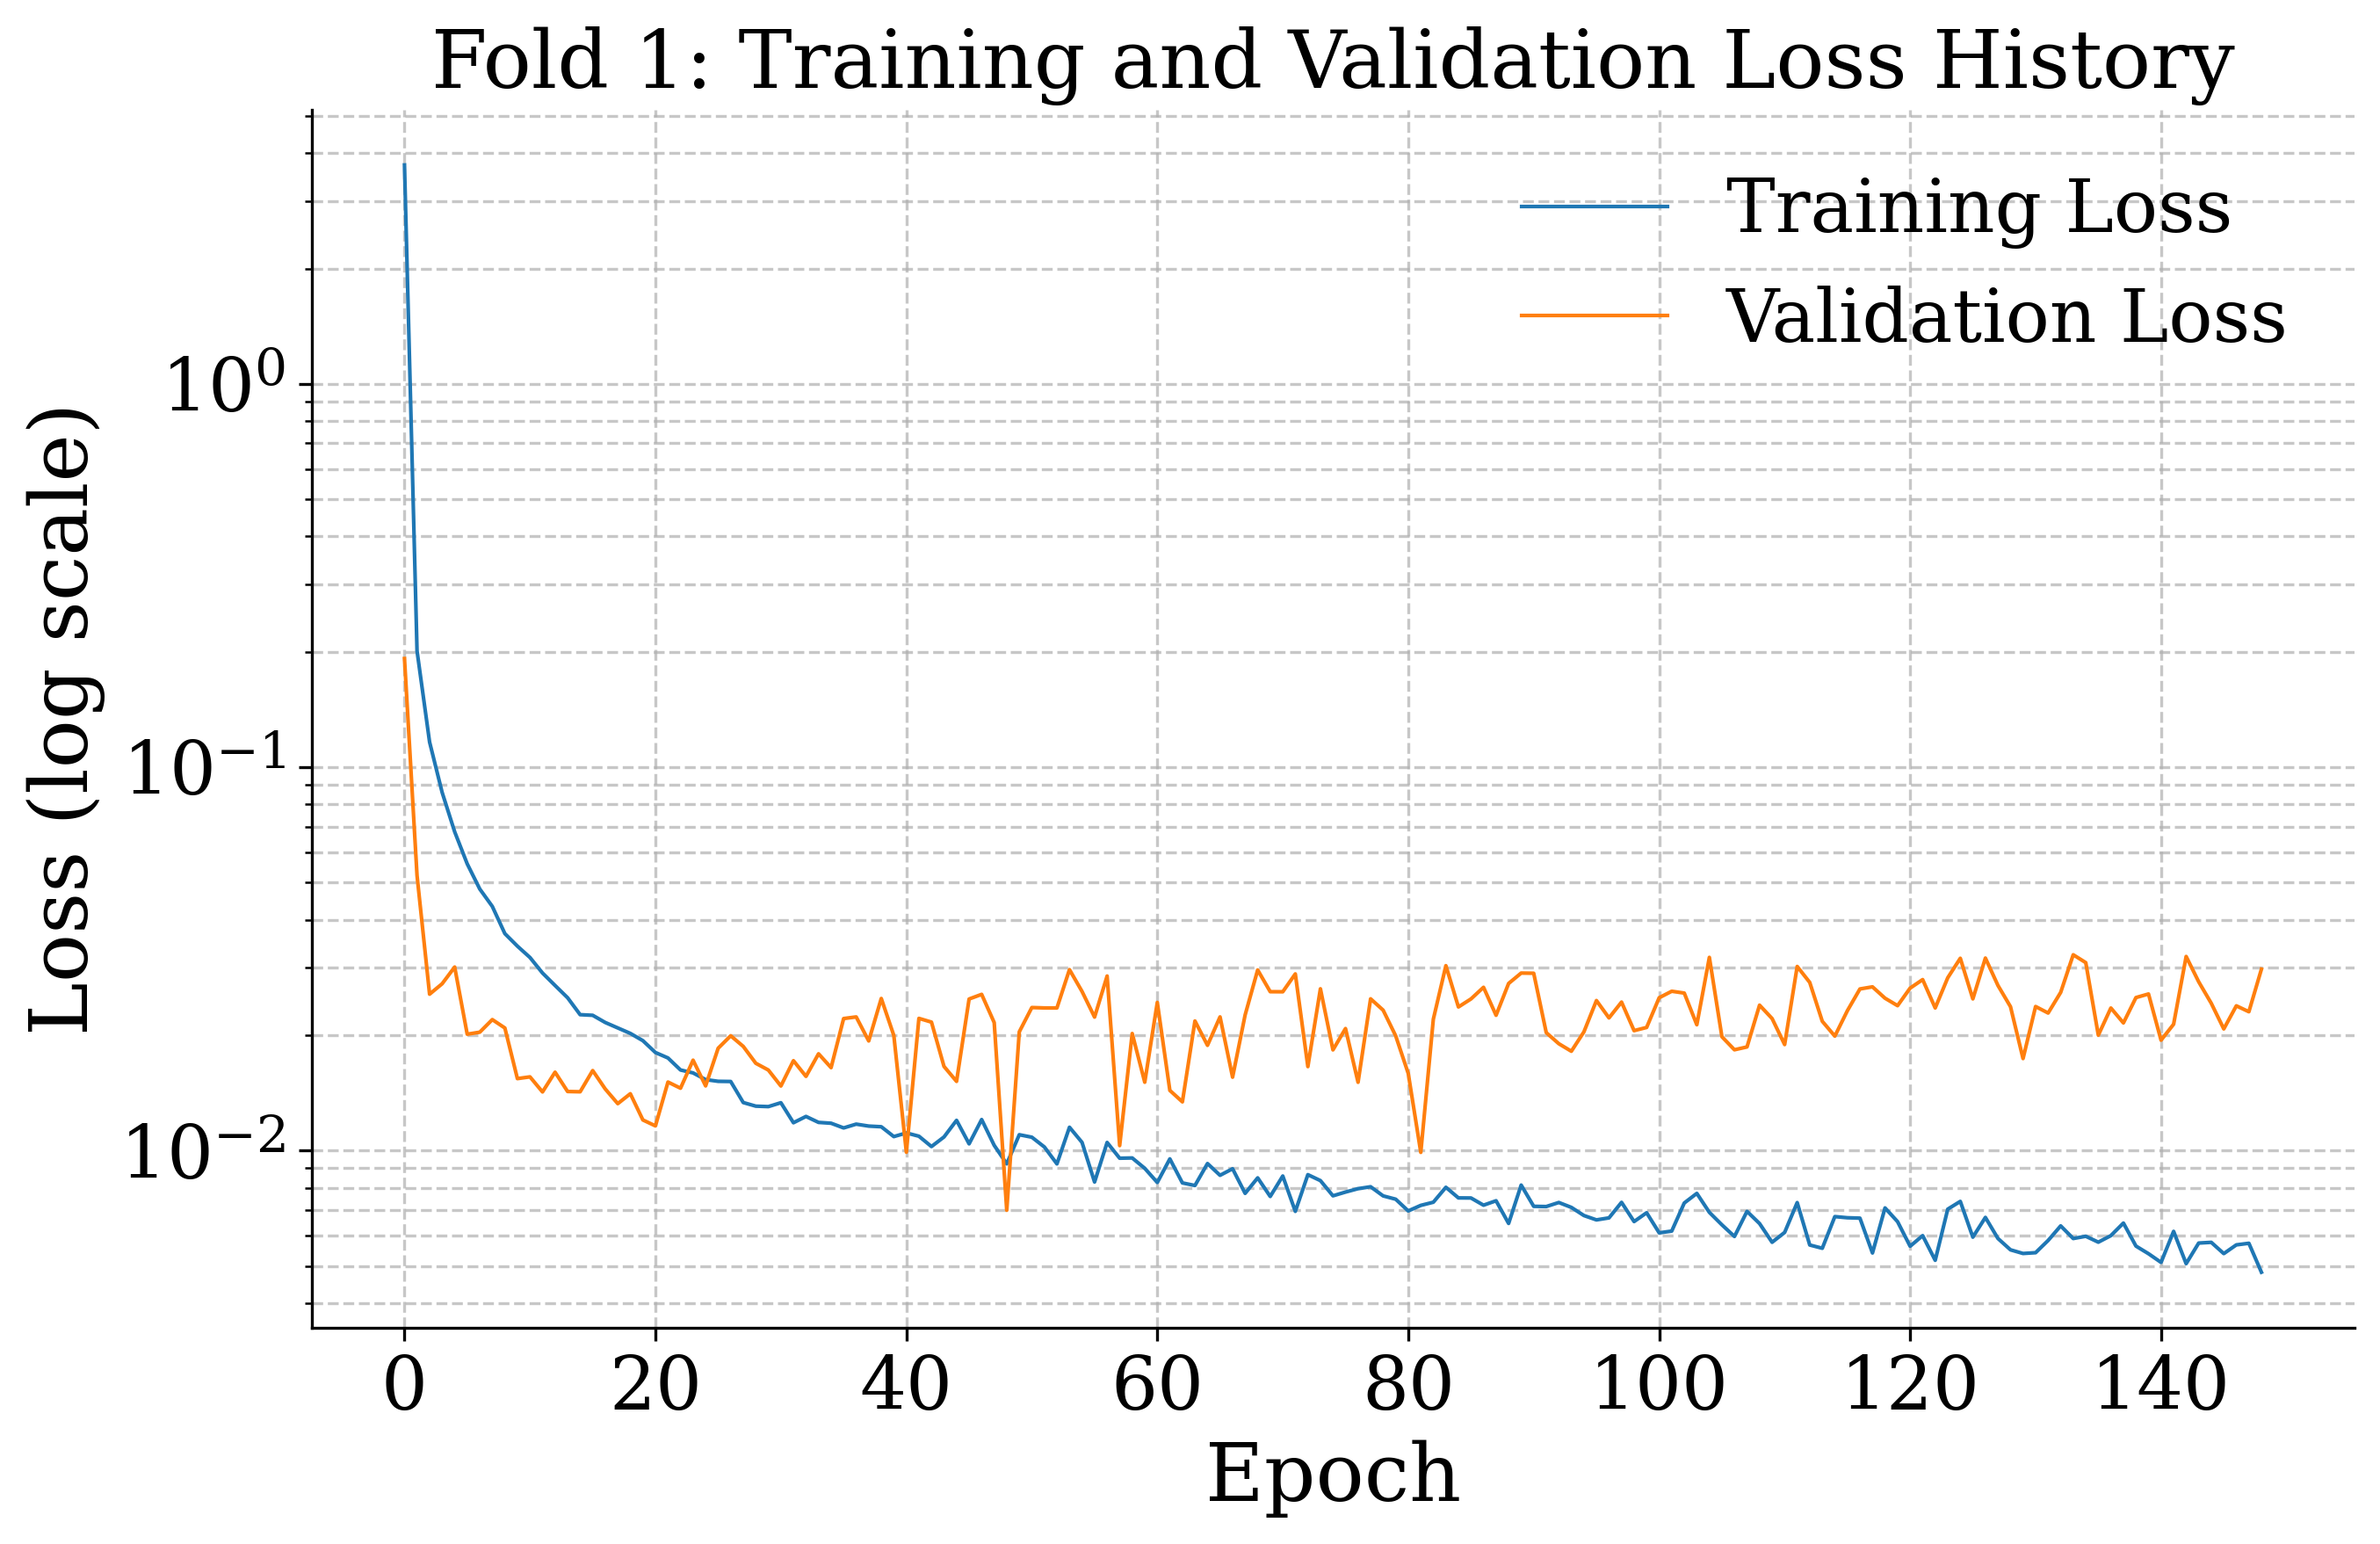 Fold 1: Training and Validation Loss History
Training Loss
Validation Loss
Loss (log scale)
10⁰
10⁻¹
10⁻²
0 20 40 60 80 100 120 140
Epoch